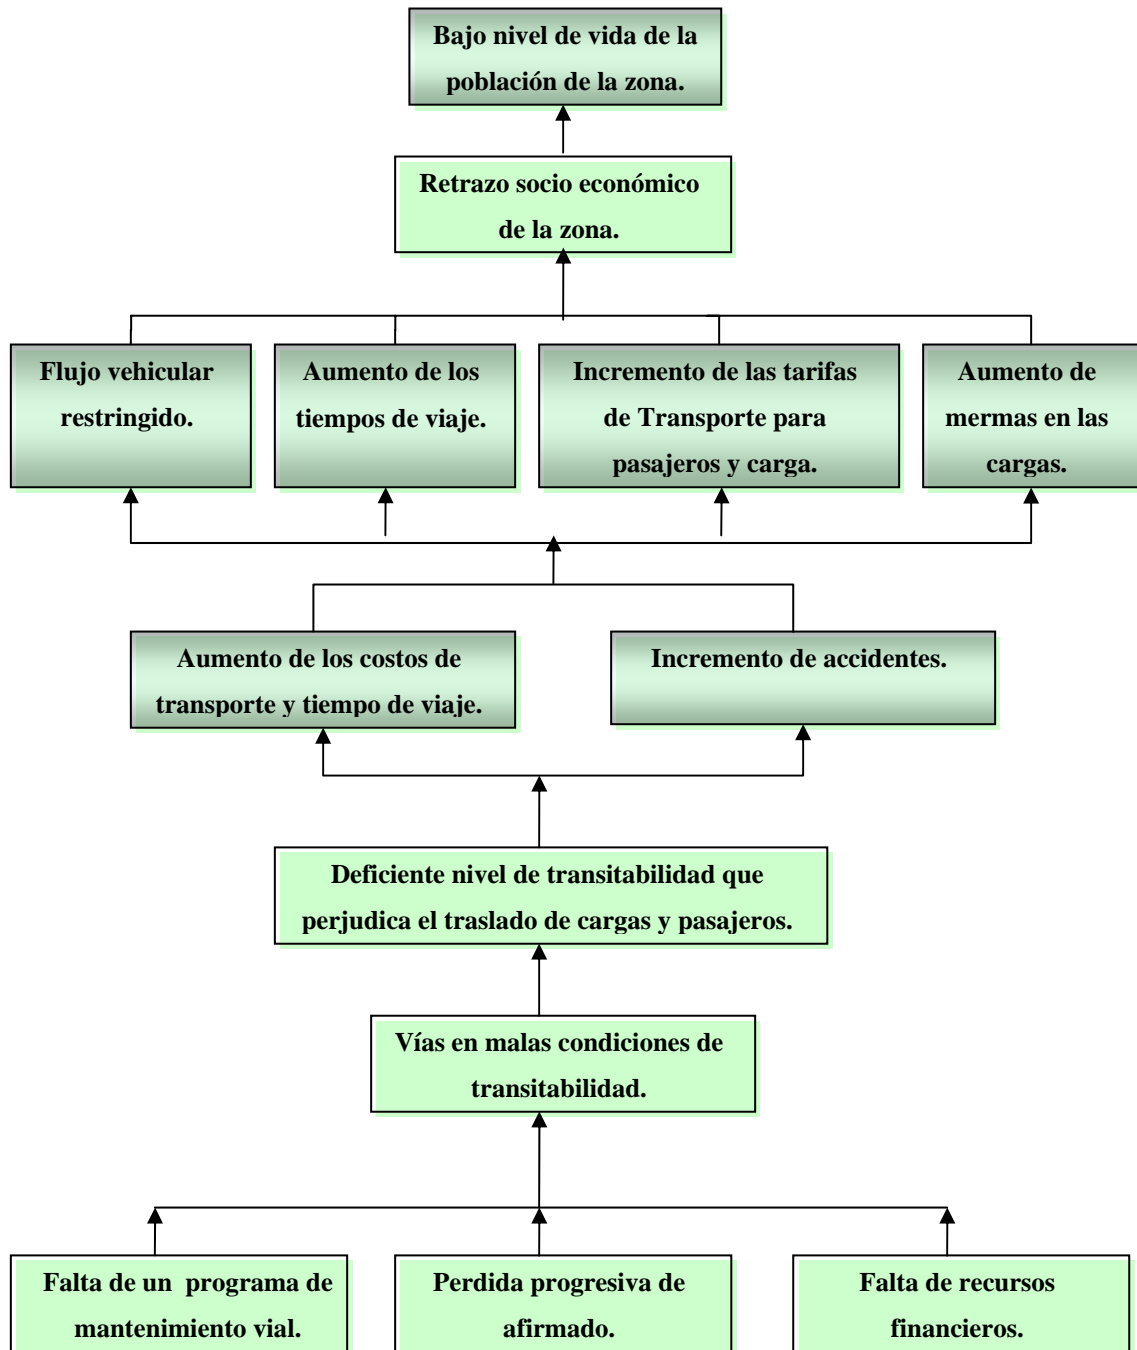 Bajo nivel de vida de la
población de la zona.
Retrazo socio económico
de la zona.
Flujo vehicular
restringido.
Aumento de los
tiempos de viaje.
Incremento de las tarifas
de Transporte para
pasajeros y carga.
Aumento de
mermas en las
cargas.
Aumento de los costos de
transporte y tiempo de viaje.
Incremento de accidentes.
Deficiente nivel de transitabilidad que
perjudica el traslado de cargas y pasajeros.
Vías en malas condiciones de
transitabilidad.
Falta de un programa de
mantenimiento vial.
Perdida progresiva de
afirmado.
Falta de recursos
financieros.